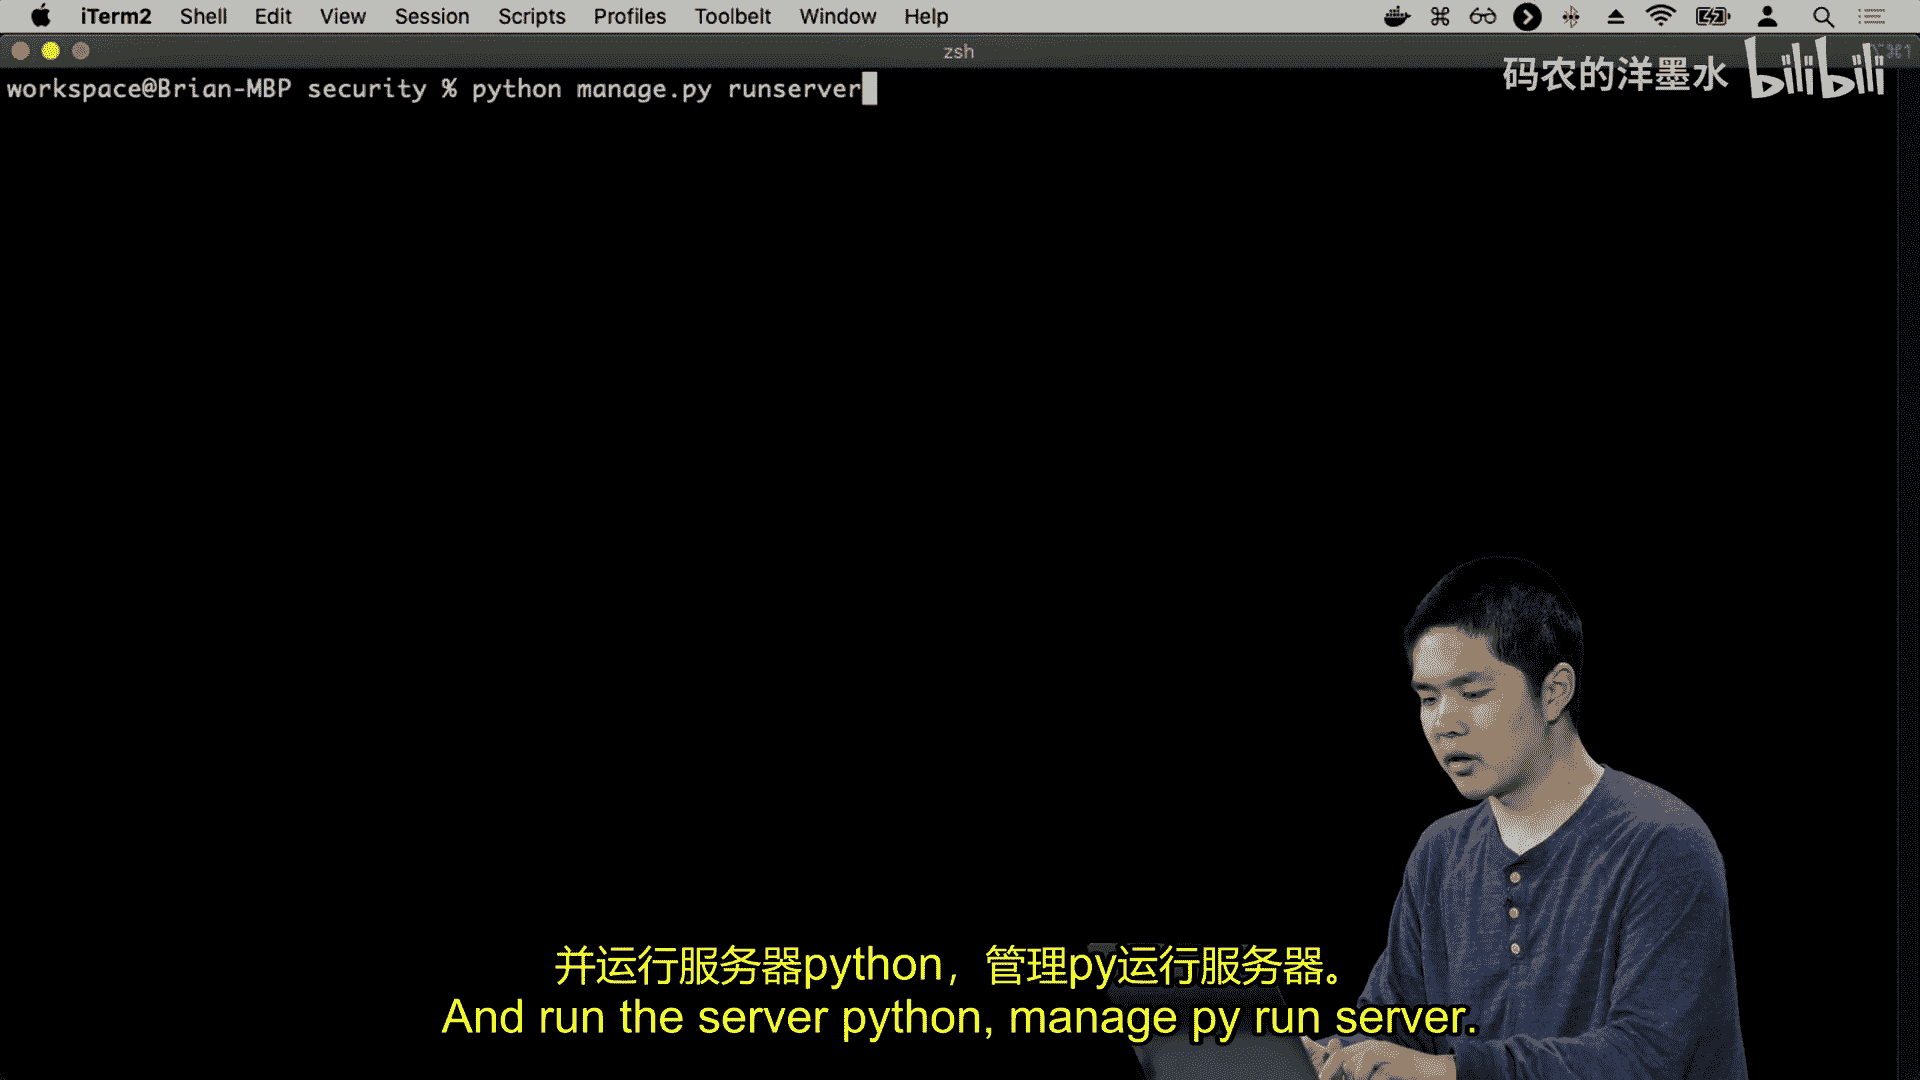 iTerm2 Shell Edit View Session Scripts Profiles Toolbelt Window Help
zsh
⌘1
workspace@Brian-MBP security % python manage.py runserver
码农的洋墨水 bilibili
并运行服务器python，管理py运行服务器。
And run the server python, manage py run server.